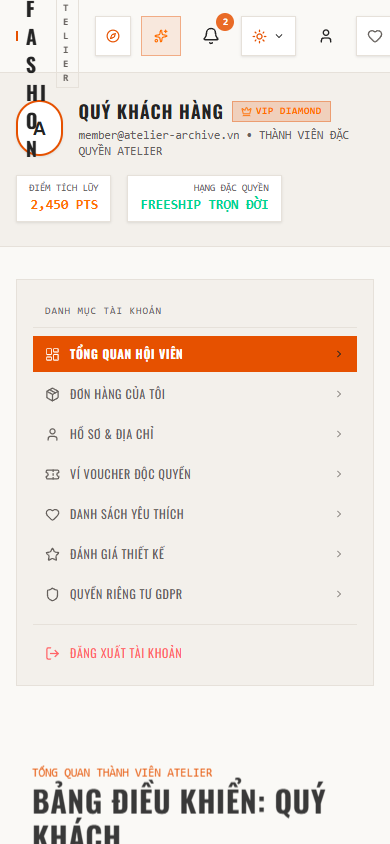 FASHION
ATELIER
2
A
QUÝ KHÁCH HÀNG
VIP DIAMOND
member@atelier-archive.vn • THÀNH VIÊN ĐẶC
QUYỀN ATELIER
ĐIỂM TÍCH LŨY
2,450 PTS
HẠNG ĐẶC QUYỀN
FREESHIP TRỌN ĐỜI
DANH MỤC TÀI KHOẢN
TỔNG QUAN HỘI VIÊN
ĐƠN HÀNG CỦA TÔI
HỒ SƠ & ĐỊA CHỈ
VÍ VOUCHER ĐỘC QUYỀN
DANH SÁCH YÊU THÍCH
ĐÁNH GIÁ THIẾT KẾ
QUYỀN RIÊNG TƯ GDPR
ĐĂNG XUẤT TÀI KHOẢN
TỔNG QUAN THÀNH VIÊN ATELIER
BẢNG ĐIỀU KHIỂN: QUÝ
KHÁCH